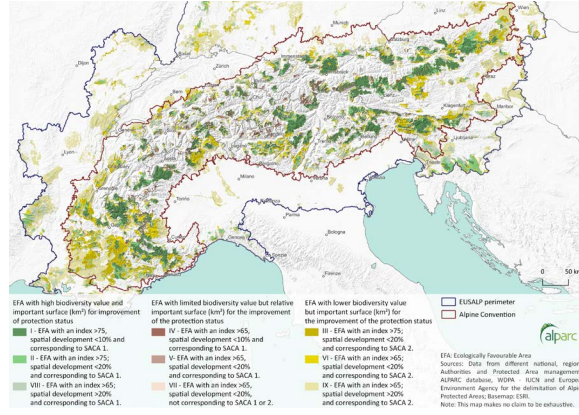 Linz
Wien
München
Salzburg
Dijon
Zürich
Bern
Innsbruck
Graz
Klagenfurt
Maribor
Ljubljana
Lyon
Milano
Torino
Grenoble
Parma
Bologna
Genova
Firenze
0 50 km
EFA with high biodiversity value and
important surface (km²) for improvement
of protection status
I - EFA with an index >75,
spatial development <10% and
corresponding to SACA 1.
II - EFA with an index >75;
spatial development <20%
and corresponding to SACA 1.
VIII - EFA with an index >65;
spatial development >20%
and corresponding to SACA 1.
EFA with limited biodiversity value but relative
important surface (km²) for the improvement
of the protection status
IV - EFA with an index >65,
spatial development <10% and
corresponding to SACA 1.
V - EFA with an index >65,
spatial development <20%
and corresponding to SACA 1.
VII - EFA with an index >65;
spatial development <20%,
not corresponding to SACA 1 or 2.
EFA with lower biodiversity value
but important surface (km²) for
the improvement of the protection status
III - EFA with an index >75;
spatial development <20%
and corresponding to SACA 2.
VI - EFA with an index >65;
spatial development <20%
and corresponding to SACA 2.
IX - EFA with an index >65;
spatial development >20%
and corresponding to SACA 2.
EUSALP perimeter
Alpine Convention
alparc
EFA: Ecologically Favourable Area
Sources: Data from different national, region
Authorities and Protected Area managemen
ALPARC database, WDPA - IUCN and Europe
Environment Agency for the delimitation of Alpi
Protected Areas; Basemap: ESRI.
Note: This map makes no claim to be exhaustive.